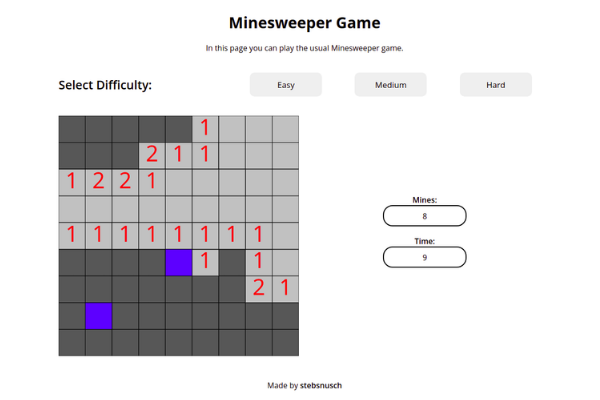 Minesweeper Game
In this page you can play the usual Minesweeper game.
Select Difficulty:
Easy
Medium
Hard
1
2 1 1
1 2 2 1
1 1 1 1 1 1 1 1
1 1
2 1
Mines:
8
Time:
9
Made by stebsnusch